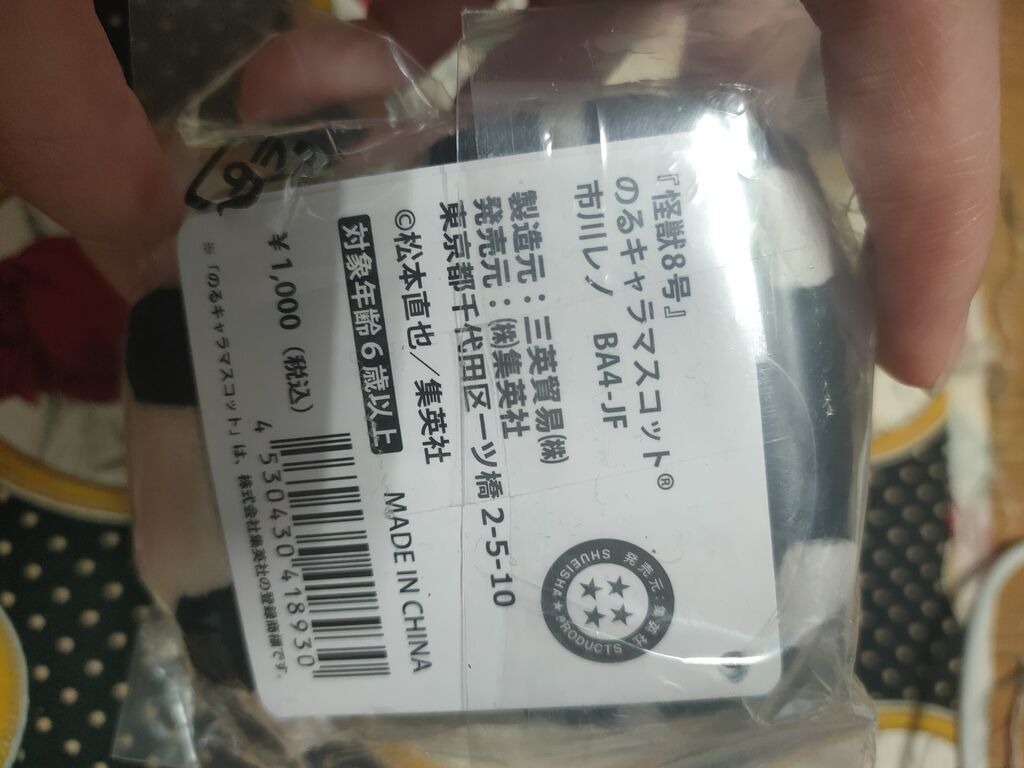 『怪獣8号』
のるキャラマスコット®
市川レノ BA4-JF
製造元：三英貿易㈱
発売元：㈱集英社
東京都千代田区一ツ橋2-5-10
©松本直也／集英社
対象年齢6歳以上
MADE IN CHINA
¥1,000（税込）
4 530430 418930
※「のるキャラマスコット」は、株式会社集英社の登録商標です。
発売元：集英社
SHUEISHA★PRODUCTS